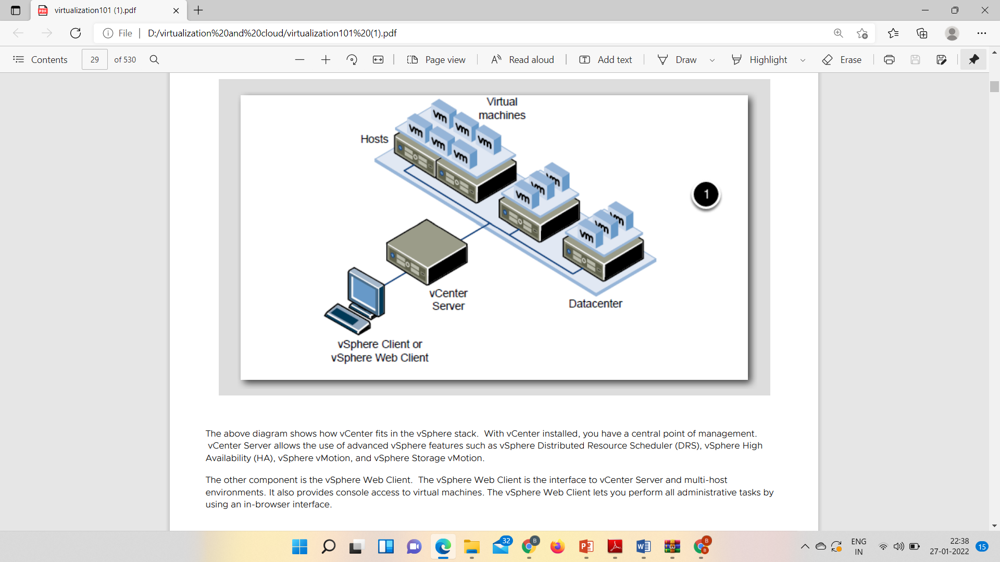 virtualization101 (1).pdf
File
D:/virtualization%20and%20cloud/virtualization101%20(1).pdf
Contents 29 of 530 Page view Read aloud Add text Draw Highlight Erase
Virtual
machines
Hosts
vm
vm
vm
vm
vm
vm
vm
vm
vm
vm
vm
vm
1
vCenter
Server
Datacenter
vSphere Client or
vSphere Web Client
The above diagram shows how vCenter fits in the vSphere stack.  With vCenter installed, you have a central point of management.
vCenter Server allows the use of advanced vSphere features such as vSphere Distributed Resource Scheduler (DRS), vSphere High
Availability (HA), vSphere vMotion, and vSphere Storage vMotion.
The other component is the vSphere Web Client.  The vSphere Web Client is the interface to vCenter Server and multi-host
environments. It also provides console access to virtual machines. The vSphere Web Client lets you perform all administrative tasks by
using an in-browser interface.
32
B
B
B
ENG
IN
22:38
27-01-2022
15